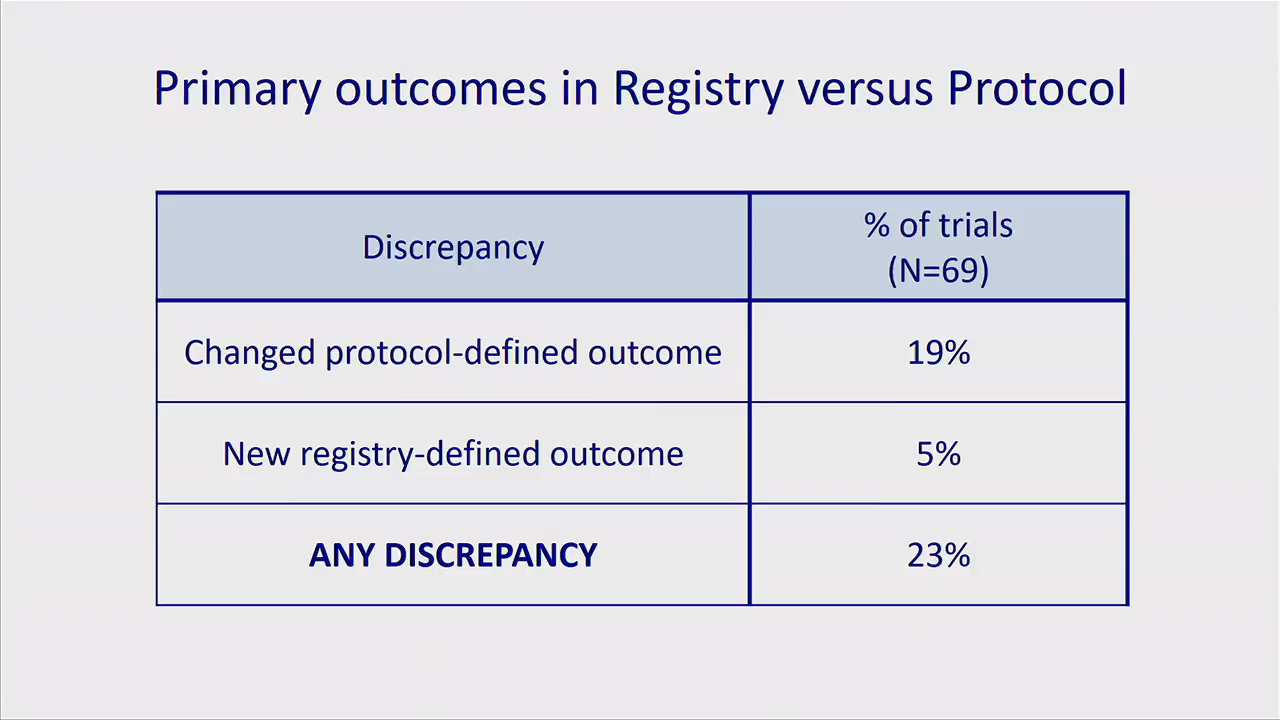 Primary outcomes in Registry versus Protocol
Discrepancy
% of trials
(N=69)
Changed protocol-defined outcome
19%
New registry-defined outcome
5%
ANY DISCREPANCY
23%